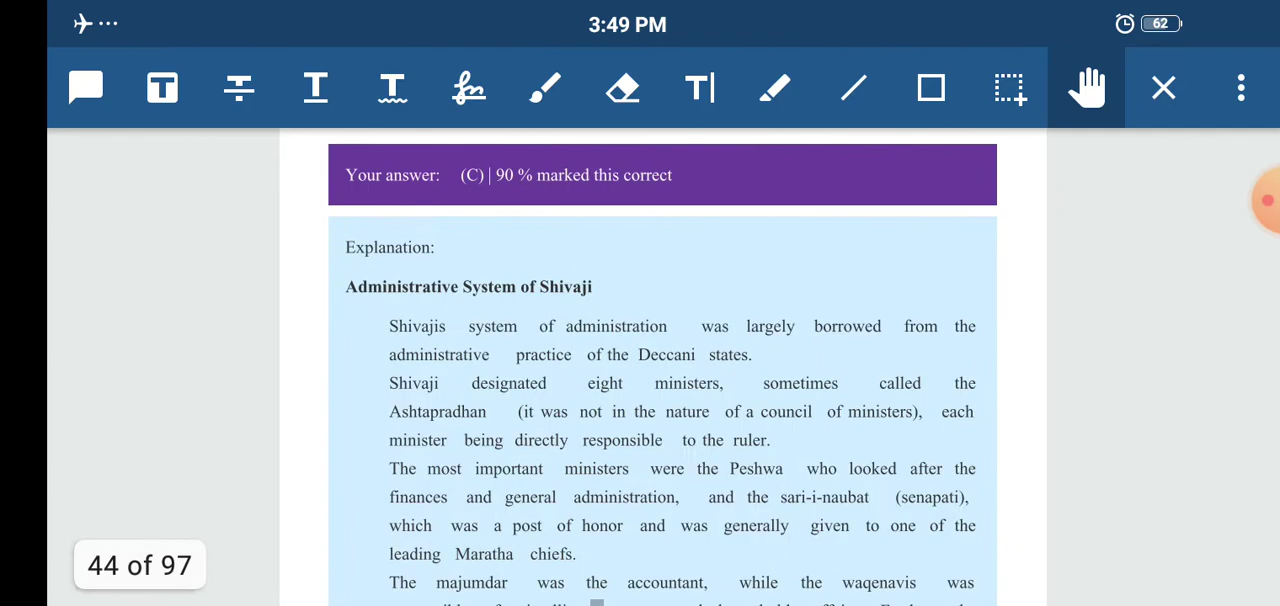 3:49 PM
62
Your answer: (C) | 90 % marked this correct
Explanation:
Administrative System of Shivaji
Shivajis system of administration was largely borrowed from the
administrative practice of the Deccani states.
Shivaji designated eight ministers, sometimes called the
Ashtapradhan (it was not in the nature of a council of ministers), each
minister being directly responsible to the ruler.
The most important ministers were the Peshwa who looked after the
finances and general administration, and the sari-i-naubat (senapati),
which was a post of honor and was generally given to one of the
leading Maratha chiefs.
The majumdar was the accountant, while the waqenavis was
44 of 97